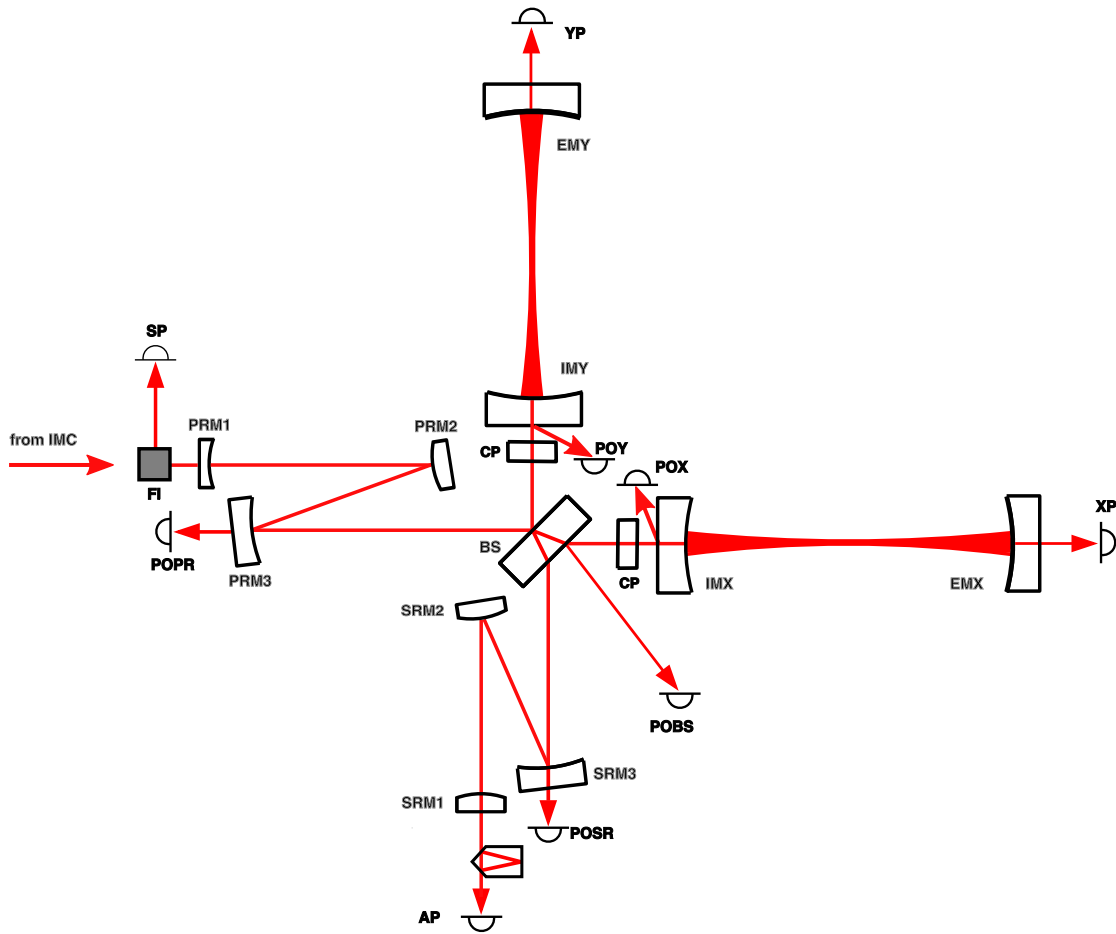 YP
EMY
SP
IMY
PRM1
PRM2
from IMC
CP
POY
POX
FI
XP
BS
POPR
PRM3
CP
IMX
EMX
SRM2
POBS
SRM3
SRM1
POSR
AP